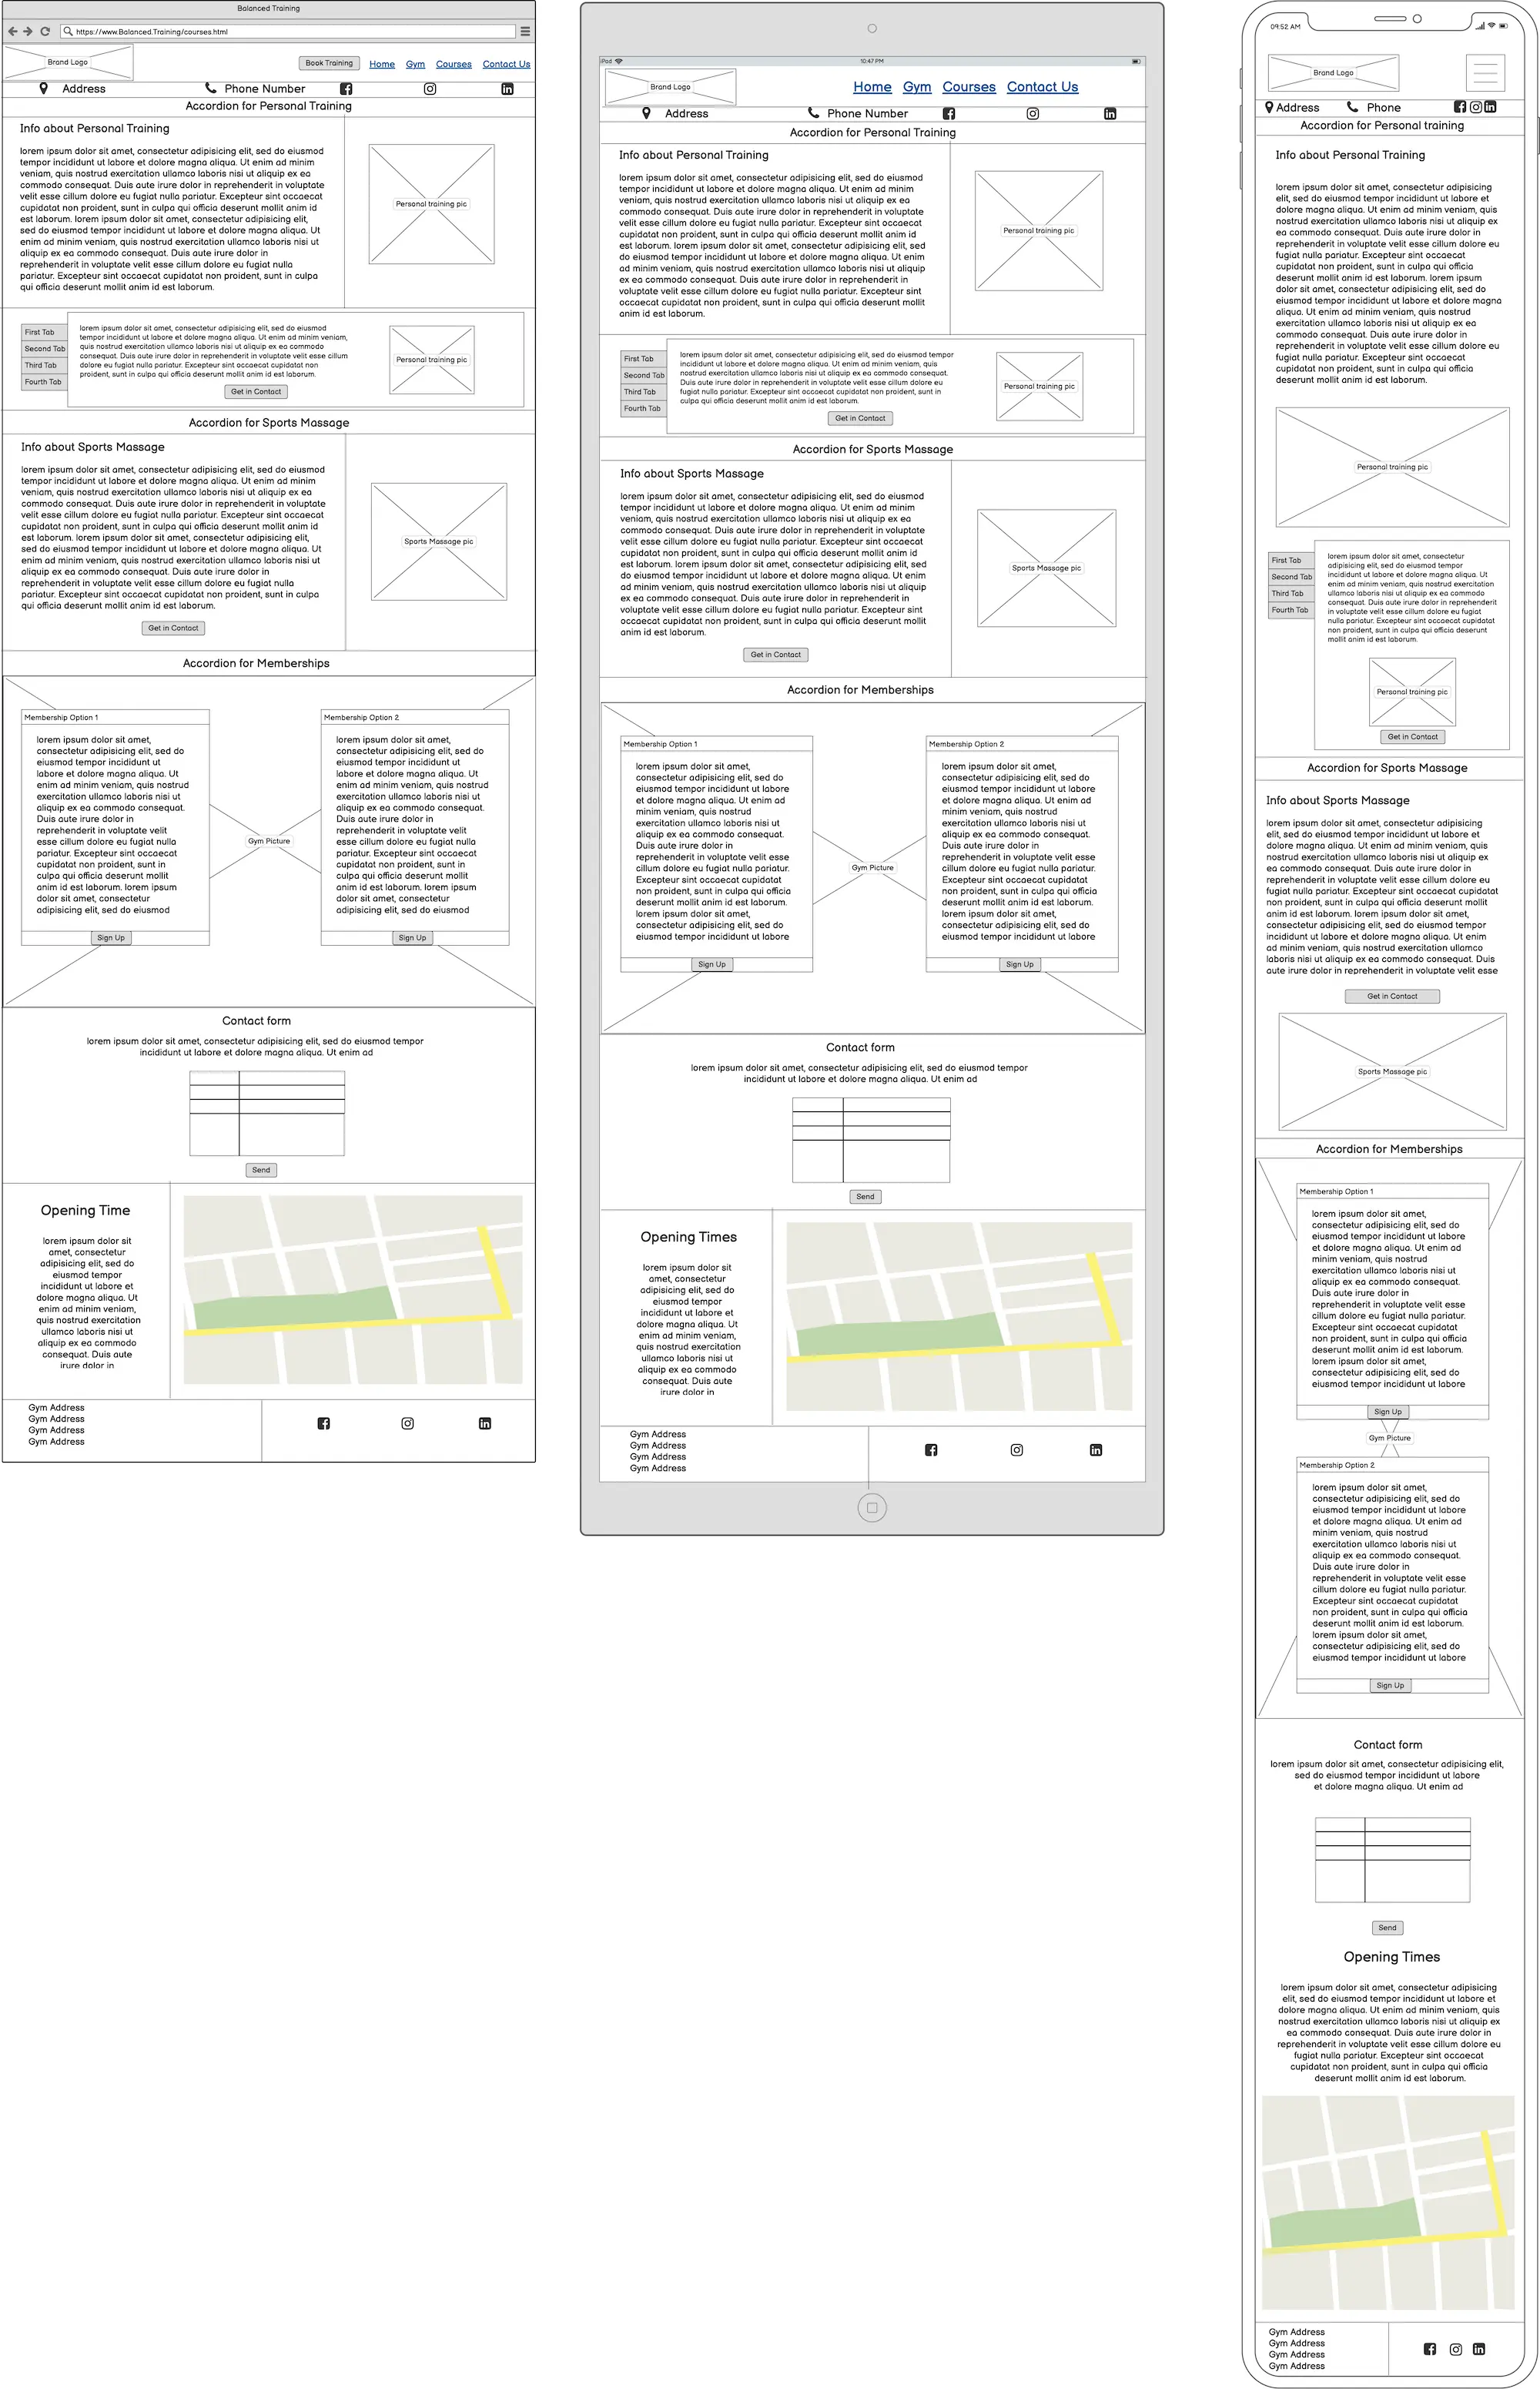 Balanced Training
https://www.Balanced.Training/courses.html
Brand Logo
Book Training
Home
Gym
Courses
Contact Us
Address
Phone Number
Accordion for Personal Training
Info about Personal Training
lorem ipsum dolor sit amet, consectetur adipisicing elit, sed do eiusmod
tempor incididunt ut labore et dolore magna aliqua. Ut enim ad minim
veniam, quis nostrud exercitation ullamco laboris nisi ut aliquip ex ea
commodo consequat. Duis aute irure dolor in reprehenderit in voluptate
velit esse cillum dolore eu fugiat nulla pariatur. Excepteur sint occaecat
cupidatat non proident, sunt in culpa qui officia deserunt mollit anim id
est laborum. lorem ipsum dolor sit amet, consectetur adipisicing elit,
sed do eiusmod tempor incididunt ut labore et dolore magna aliqua. Ut
enim ad minim veniam, quis nostrud exercitation ullamco laboris nisi ut
aliquip ex ea commodo consequat. Duis aute irure dolor in
reprehenderit in voluptate velit esse cillum dolore eu fugiat nulla
pariatur. Excepteur sint occaecat cupidatat non proident, sunt in culpa
qui officia deserunt mollit anim id est laborum.
Personal training pic
First Tab
Second Tab
Third Tab
Fourth Tab
lorem ipsum dolor sit amet, consectetur adipisicing elit, sed do eiusmod
tempor incididunt ut labore et dolore magna aliqua. Ut enim ad minim veniam,
quis nostrud exercitation ullamco laboris nisi ut aliquip ex ea commodo
consequat. Duis aute irure dolor in reprehenderit in voluptate velit esse cillum
dolore eu fugiat nulla pariatur. Excepteur sint occaecat cupidatat non
proident, sunt in culpa qui officia deserunt mollit anim id est laborum.
Get in Contact
Personal training pic
Accordion for Sports Massage
Info about Sports Massage
lorem ipsum dolor sit amet, consectetur adipisicing elit, sed do eiusmod
tempor incididunt ut labore et dolore magna aliqua. Ut enim ad minim
veniam, quis nostrud exercitation ullamco laboris nisi ut aliquip ex ea
commodo consequat. Duis aute irure dolor in reprehenderit in voluptate
velit esse cillum dolore eu fugiat nulla pariatur. Excepteur sint occaecat
cupidatat non proident, sunt in culpa qui officia deserunt mollit anim id
est laborum. lorem ipsum dolor sit amet, consectetur adipisicing elit,
sed do eiusmod tempor incididunt ut labore et dolore magna aliqua. Ut
enim ad minim veniam, quis nostrud exercitation ullamco laboris nisi ut
aliquip ex ea commodo consequat. Duis aute irure dolor in
reprehenderit in voluptate velit esse cillum dolore eu fugiat nulla
pariatur. Excepteur sint occaecat cupidatat non proident, sunt in culpa
qui officia deserunt mollit anim id est laborum.
Get in Contact
Sports Massage pic
Accordion for Memberships
Membership Option 1
lorem ipsum dolor sit amet,
consectetur adipisicing elit, sed do
eiusmod tempor incididunt ut
labore et dolore magna aliqua. Ut
enim ad minim veniam, quis nostrud
exercitation ullamco laboris nisi ut
aliquip ex ea commodo consequat.
Duis aute irure dolor in
reprehenderit in voluptate velit
esse cillum dolore eu fugiat nulla
pariatur. Excepteur sint occaecat
cupidatat non proident, sunt in
culpa qui officia deserunt mollit
anim id est laborum. lorem ipsum
dolor sit amet, consectetur
adipisicing elit, sed do eiusmod
Sign Up
Gym Picture
Membership Option 2
lorem ipsum dolor sit amet,
consectetur adipisicing elit, sed do
eiusmod tempor incididunt ut
labore et dolore magna aliqua. Ut
enim ad minim veniam, quis nostrud
exercitation ullamco laboris nisi ut
aliquip ex ea commodo consequat.
Duis aute irure dolor in
reprehenderit in voluptate velit
esse cillum dolore eu fugiat nulla
pariatur. Excepteur sint occaecat
cupidatat non proident, sunt in
culpa qui officia deserunt mollit
anim id est laborum. lorem ipsum
dolor sit amet, consectetur
adipisicing elit, sed do eiusmod
Sign Up
Contact form
lorem ipsum dolor sit amet, consectetur adipisicing elit, sed do eiusmod tempor
incididunt ut labore et dolore magna aliqua. Ut enim ad
Send
Opening Time
lorem ipsum dolor sit
amet, consectetur
adipisicing elit, sed do
eiusmod tempor
incididunt ut labore et
dolore magna aliqua. Ut
enim ad minim veniam,
quis nostrud exercitation
ullamco laboris nisi ut
aliquip ex ea commodo
consequat. Duis aute
irure dolor in
Gym Address
Gym Address
Gym Address
Gym Address
iPad
10:47 PM
Brand Logo
Home
Gym
Courses
Contact Us
Address
Phone Number
Accordion for Personal Training
Info about Personal Training
lorem ipsum dolor sit amet, consectetur adipisicing elit, sed do eiusmod
tempor incididunt ut labore et dolore magna aliqua. Ut enim ad minim
veniam, quis nostrud exercitation ullamco laboris nisi ut aliquip ex ea
commodo consequat. Duis aute irure dolor in reprehenderit in voluptate
velit esse cillum dolore eu fugiat nulla pariatur. Excepteur sint occaecat
cupidatat non proident, sunt in culpa qui officia deserunt mollit anim id
est laborum. lorem ipsum dolor sit amet, consectetur adipisicing elit, sed
do eiusmod tempor incididunt ut labore et dolore magna aliqua. Ut enim
ad minim veniam, quis nostrud exercitation ullamco laboris nisi ut aliquip
ex ea commodo consequat. Duis aute irure dolor in reprehenderit in
voluptate velit esse cillum dolore eu fugiat nulla pariatur. Excepteur sint
occaecat cupidatat non proident, sunt in culpa qui officia deserunt mollit
anim id est laborum.
Personal training pic
First Tab
Second Tab
Third Tab
Fourth Tab
lorem ipsum dolor sit amet, consectetur adipisicing elit, sed do eiusmod tempor
incididunt ut labore et dolore magna aliqua. Ut enim ad minim veniam, quis
nostrud exercitation ullamco laboris nisi ut aliquip ex ea commodo consequat.
Duis aute irure dolor in reprehenderit in voluptate velit esse cillum dolore eu
fugiat nulla pariatur. Excepteur sint occaecat cupidatat non proident, sunt in
culpa qui officia deserunt mollit anim id est laborum.
Get in Contact
Personal training pic
Accordion for Sports Massage
Info about Sports Massage
lorem ipsum dolor sit amet, consectetur adipisicing elit, sed do eiusmod
tempor incididunt ut labore et dolore magna aliqua. Ut enim ad minim
veniam, quis nostrud exercitation ullamco laboris nisi ut aliquip ex ea
commodo consequat. Duis aute irure dolor in reprehenderit in voluptate
velit esse cillum dolore eu fugiat nulla pariatur. Excepteur sint occaecat
cupidatat non proident, sunt in culpa qui officia deserunt mollit anim id
est laborum. lorem ipsum dolor sit amet, consectetur adipisicing elit, sed
do eiusmod tempor incididunt ut labore et dolore magna aliqua. Ut enim
ad minim veniam, quis nostrud exercitation ullamco laboris nisi ut aliquip
ex ea commodo consequat. Duis aute irure dolor in reprehenderit in
voluptate velit esse cillum dolore eu fugiat nulla pariatur. Excepteur sint
occaecat cupidatat non proident, sunt in culpa qui officia deserunt mollit
anim id est laborum.
Get in Contact
Sports Massage pic
Accordion for Memberships
Membership Option 1
lorem ipsum dolor sit amet,
consectetur adipisicing elit, sed do
eiusmod tempor incididunt ut labore
et dolore magna aliqua. Ut enim ad
minim veniam, quis nostrud
exercitation ullamco laboris nisi ut
aliquip ex ea commodo consequat.
Duis aute irure dolor in
reprehenderit in voluptate velit esse
cillum dolore eu fugiat nulla pariatur.
Excepteur sint occaecat cupidatat
non proident, sunt in culpa qui officia
deserunt mollit anim id est laborum.
lorem ipsum dolor sit amet,
consectetur adipisicing elit, sed do
eiusmod tempor incididunt ut labore
Sign Up
Gym Picture
Membership Option 2
lorem ipsum dolor sit amet,
consectetur adipisicing elit, sed do
eiusmod tempor incididunt ut labore
et dolore magna aliqua. Ut enim ad
minim veniam, quis nostrud
exercitation ullamco laboris nisi ut
aliquip ex ea commodo consequat.
Duis aute irure dolor in
reprehenderit in voluptate velit esse
cillum dolore eu fugiat nulla pariatur.
Excepteur sint occaecat cupidatat
non proident, sunt in culpa qui officia
deserunt mollit anim id est laborum.
lorem ipsum dolor sit amet,
consectetur adipisicing elit, sed do
eiusmod tempor incididunt ut labore
Sign Up
Contact form
lorem ipsum dolor sit amet, consectetur adipisicing elit, sed do eiusmod tempor
incididunt ut labore et dolore magna aliqua. Ut enim ad
Send
Opening Times
lorem ipsum dolor sit
amet, consectetur
adipisicing elit, sed do
eiusmod tempor
incididunt ut labore et
dolore magna aliqua. Ut
enim ad minim veniam,
quis nostrud exercitation
ullamco laboris nisi ut
aliquip ex ea commodo
consequat. Duis aute
irure dolor in
Gym Address
Gym Address
Gym Address
Gym Address
09:52 AM
Brand Logo
Address
Phone
Accordion for Personal training
Info about Personal Training
lorem ipsum dolor sit amet, consectetur adipisicing
elit, sed do eiusmod tempor incididunt ut labore et
dolore magna aliqua. Ut enim ad minim veniam, quis
nostrud exercitation ullamco laboris nisi ut aliquip ex
ea commodo consequat. Duis aute irure dolor in
reprehenderit in voluptate velit esse cillum dolore eu
fugiat nulla pariatur. Excepteur sint occaecat
cupidatat non proident, sunt in culpa qui officia
deserunt mollit anim id est laborum. lorem ipsum
dolor sit amet, consectetur adipisicing elit, sed do
eiusmod tempor incididunt ut labore et dolore magna
aliqua. Ut enim ad minim veniam, quis nostrud
exercitation ullamco laboris nisi ut aliquip ex ea
commodo consequat. Duis aute irure dolor in
reprehenderit in voluptate velit esse cillum dolore eu
fugiat nulla pariatur. Excepteur sint occaecat
cupidatat non proident, sunt in culpa qui officia
deserunt mollit anim id est laborum.
Personal training pic
First Tab
Second Tab
Third Tab
Fourth Tab
lorem ipsum dolor sit amet, consectetur
adipisicing elit, sed do eiusmod tempor
incididunt ut labore et dolore magna aliqua. Ut
enim ad minim veniam, quis nostrud exercitation
ullamco laboris nisi ut aliquip ex ea commodo
consequat. Duis aute irure dolor in reprehenderit
in voluptate velit esse cillum dolore eu fugiat
nulla pariatur. Excepteur sint occaecat cupidatat
non proident, sunt in culpa qui officia deserunt
mollit anim id est laborum.
Personal training pic
Get in Contact
Accordion for Sports Massage
Info about Sports Massage
lorem ipsum dolor sit amet, consectetur adipisicing
elit, sed do eiusmod tempor incididunt ut labore et
dolore magna aliqua. Ut enim ad minim veniam, quis
nostrud exercitation ullamco laboris nisi ut aliquip ex
ea commodo consequat. Duis aute irure dolor in
reprehenderit in voluptate velit esse cillum dolore eu
fugiat nulla pariatur. Excepteur sint occaecat cupidatat
non proident, sunt in culpa qui officia deserunt mollit
anim id est laborum. lorem ipsum dolor sit amet,
consectetur adipisicing elit, sed do eiusmod tempor
incididunt ut labore et dolore magna aliqua. Ut enim
ad minim veniam, quis nostrud exercitation ullamco
laboris nisi ut aliquip ex ea commodo consequat. Duis
aute irure dolor in reprehenderit in voluptate velit esse
Get in Contact
Sports Massage pic
Accordion for Memberships
Membership Option 1
lorem ipsum dolor sit amet,
consectetur adipisicing elit, sed do
eiusmod tempor incididunt ut labore
et dolore magna aliqua. Ut enim ad
minim veniam, quis nostrud
exercitation ullamco laboris nisi ut
aliquip ex ea commodo consequat.
Duis aute irure dolor in
reprehenderit in voluptate velit esse
cillum dolore eu fugiat nulla pariatur.
Excepteur sint occaecat cupidatat
non proident, sunt in culpa qui officia
deserunt mollit anim id est laborum.
lorem ipsum dolor sit amet,
consectetur adipisicing elit, sed do
eiusmod tempor incididunt ut labore
Sign Up
Gym Picture
Membership Option 2
lorem ipsum dolor sit amet,
consectetur adipisicing elit, sed do
eiusmod tempor incididunt ut labore
et dolore magna aliqua. Ut enim ad
minim veniam, quis nostrud
exercitation ullamco laboris nisi ut
aliquip ex ea commodo consequat.
Duis aute irure dolor in
reprehenderit in voluptate velit esse
cillum dolore eu fugiat nulla pariatur.
Excepteur sint occaecat cupidatat
non proident, sunt in culpa qui officia
deserunt mollit anim id est laborum.
lorem ipsum dolor sit amet,
consectetur adipisicing elit, sed do
eiusmod tempor incididunt ut labore
Sign Up
Contact form
lorem ipsum dolor sit amet, consectetur adipisicing elit,
sed do eiusmod tempor incididunt ut labore
et dolore magna aliqua. Ut enim ad
Send
Opening Times
lorem ipsum dolor sit amet, consectetur adipisicing
elit, sed do eiusmod tempor incididunt ut labore et
dolore magna aliqua. Ut enim ad minim veniam, quis
nostrud exercitation ullamco laboris nisi ut aliquip ex
ea commodo consequat. Duis aute irure dolor in
reprehenderit in voluptate velit esse cillum dolore eu
fugiat nulla pariatur. Excepteur sint occaecat
cupidatat non proident, sunt in culpa qui officia
deserunt mollit anim id est laborum.
Gym Address
Gym Address
Gym Address
Gym Address